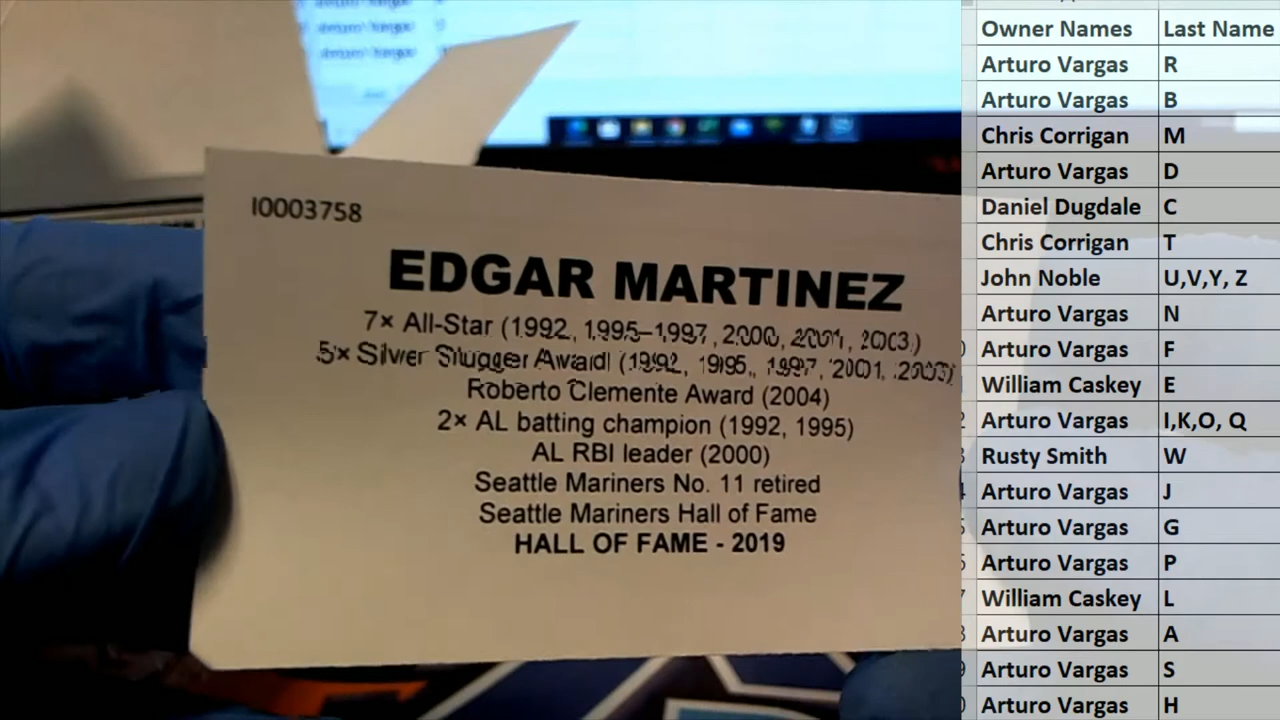 I0003758
EDGAR MARTINEZ
7× All-Star (1992, 1995–1997, 2000, 2001, 2003)
5× Silver Slugger Award (1992, 1995, 1997, 2001, 2003)
Roberto Clemente Award (2004)
2× AL batting champion (1992, 1995)
AL RBI leader (2000)
Seattle Mariners No. 11 retired
Seattle Mariners Hall of Fame
HALL OF FAME - 2019
Owner Names Last Name
Arturo Vargas R
Arturo Vargas B
Chris Corrigan M
Arturo Vargas D
Daniel Dugdale C
Chris Corrigan T
John Noble U,V,Y, Z
Arturo Vargas N
Arturo Vargas F
William Caskey E
Arturo Vargas I,K,O, Q
Rusty Smith W
Arturo Vargas J
Arturo Vargas G
Arturo Vargas P
William Caskey L
Arturo Vargas A
Arturo Vargas S
Arturo Vargas H